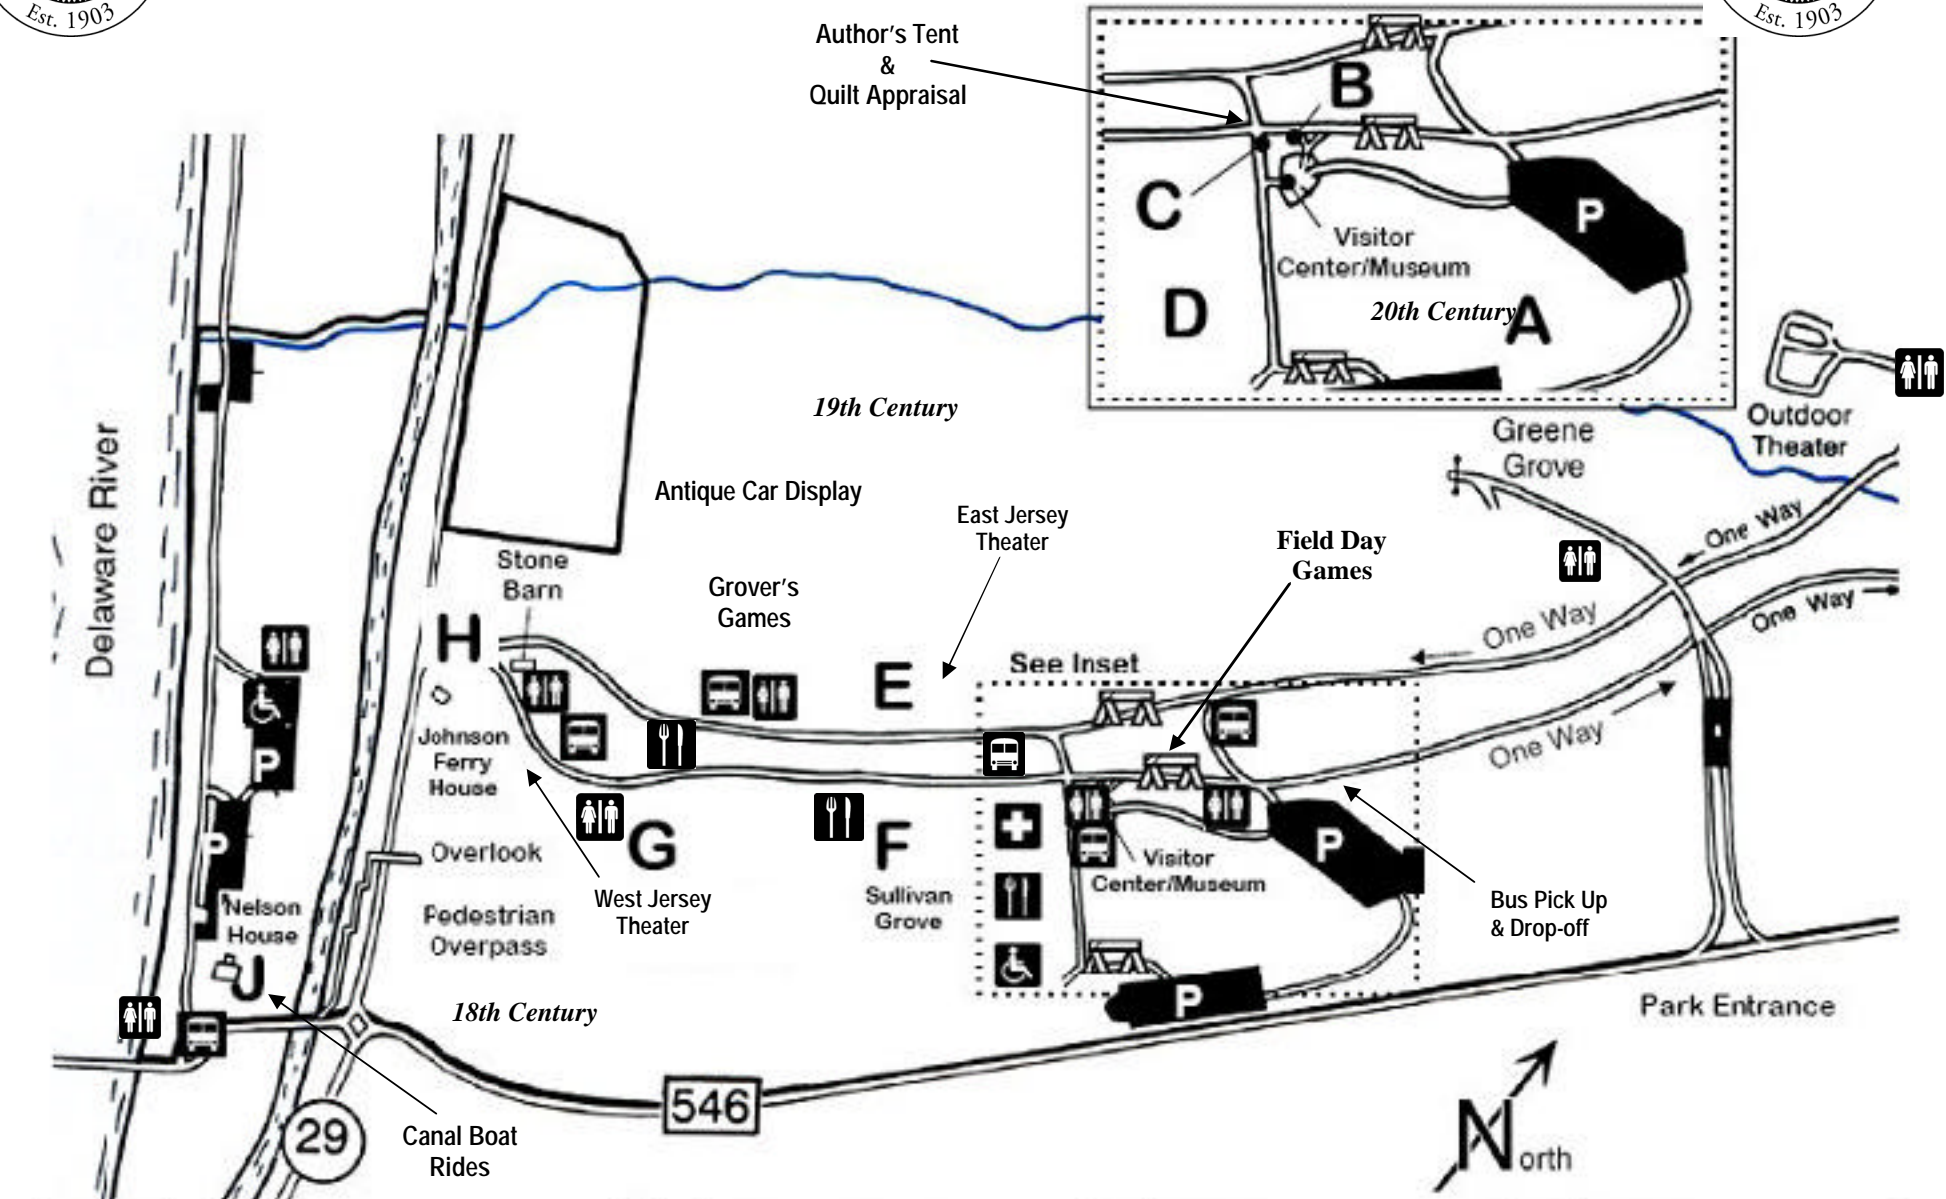 Est. 1903
Est. 1903
Author's Tent
&
Quilt Appraisal
B
C
P
Visitor
Center/Museum
D
20th Century
A
19th Century
Outdoor
Theater
Greene
Grove
Delaware River
Antique Car Display
East Jersey
Theater
Field Day
Games
One Way
Stone
Barn
Grover's
Games
One Way
One Way
H
E
See Inset
Johnson
Ferry
House
P
One Way
P
G
F
P
Overlook
Visitor
Center/Museum
Sullivan
Grove
West Jersey
Theater
Bus Pick Up
& Drop-off
Nelson
House
Pedestrian
Overpass
J
P
18th Century
Park Entrance
546
29
Canal Boat
Rides
North